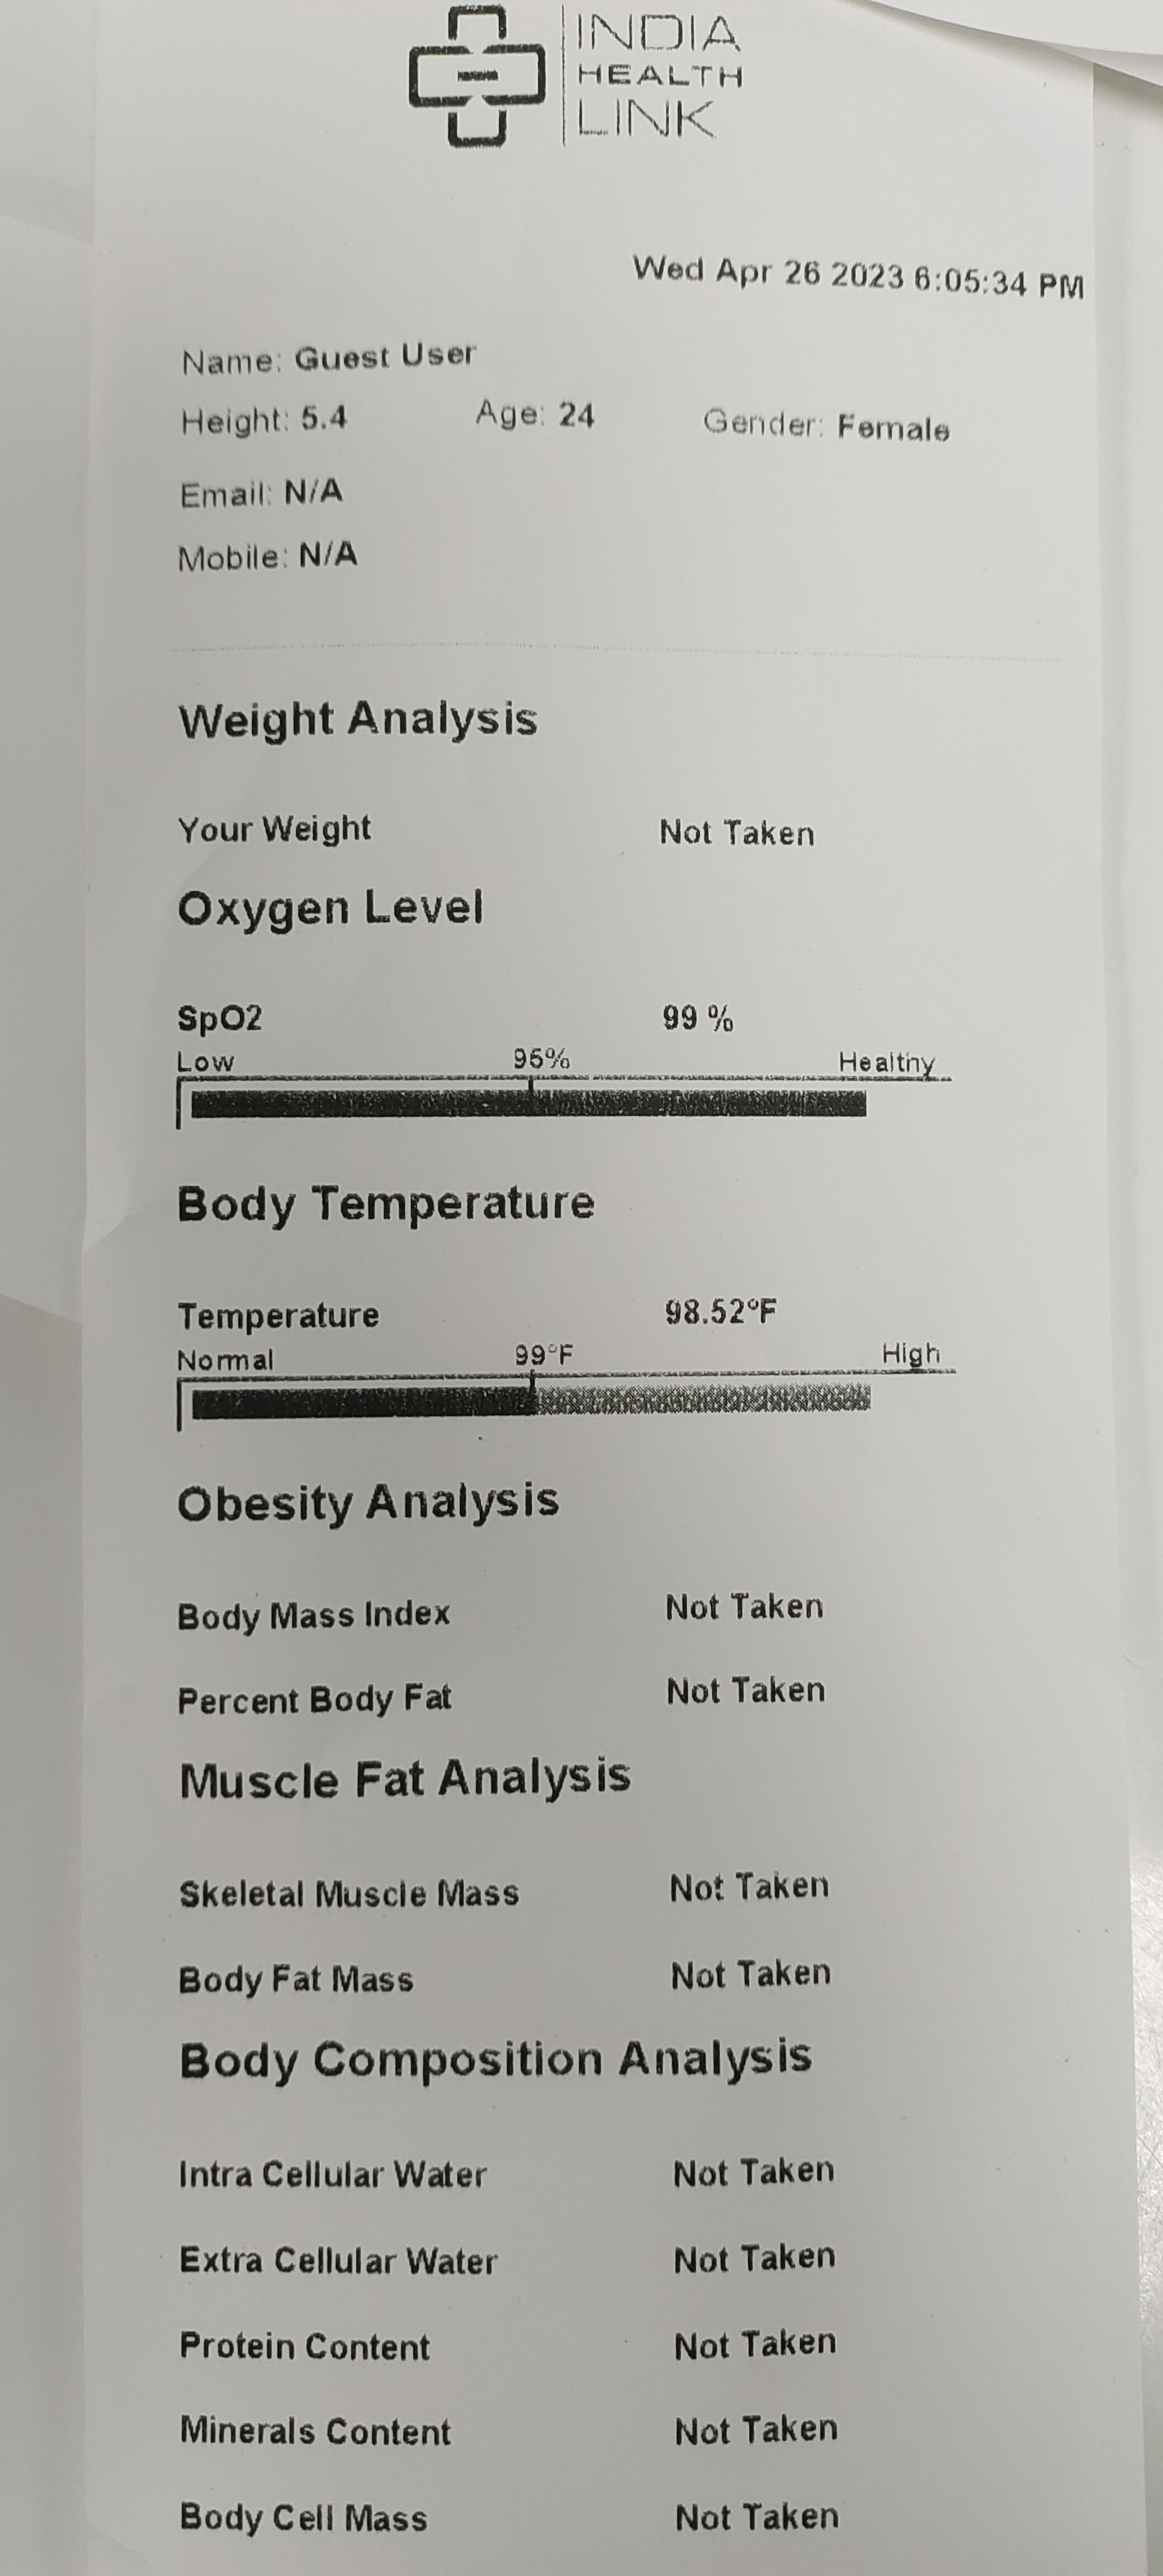 INDIA
HEALTH
LINK
Wed Apr 26 2023 6:05:34 PM
Name: Guest User
Height: 5.4 Age: 24 Gender: Female
Email: N/A
Mobile: N/A
Weight Analysis
Your Weight Not Taken
Oxygen Level
SpO2 99 %
Low 95% Healthy
Body Temperature
Temperature 98.52°F
Normal 99°F High
Obesity Analysis
Body Mass Index Not Taken
Percent Body Fat Not Taken
Muscle Fat Analysis
Skeletal Muscle Mass Not Taken
Body Fat Mass Not Taken
Body Composition Analysis
Intra Cellular Water Not Taken
Extra Cellular Water Not Taken
Protein Content Not Taken
Minerals Content Not Taken
Body Cell Mass Not Taken